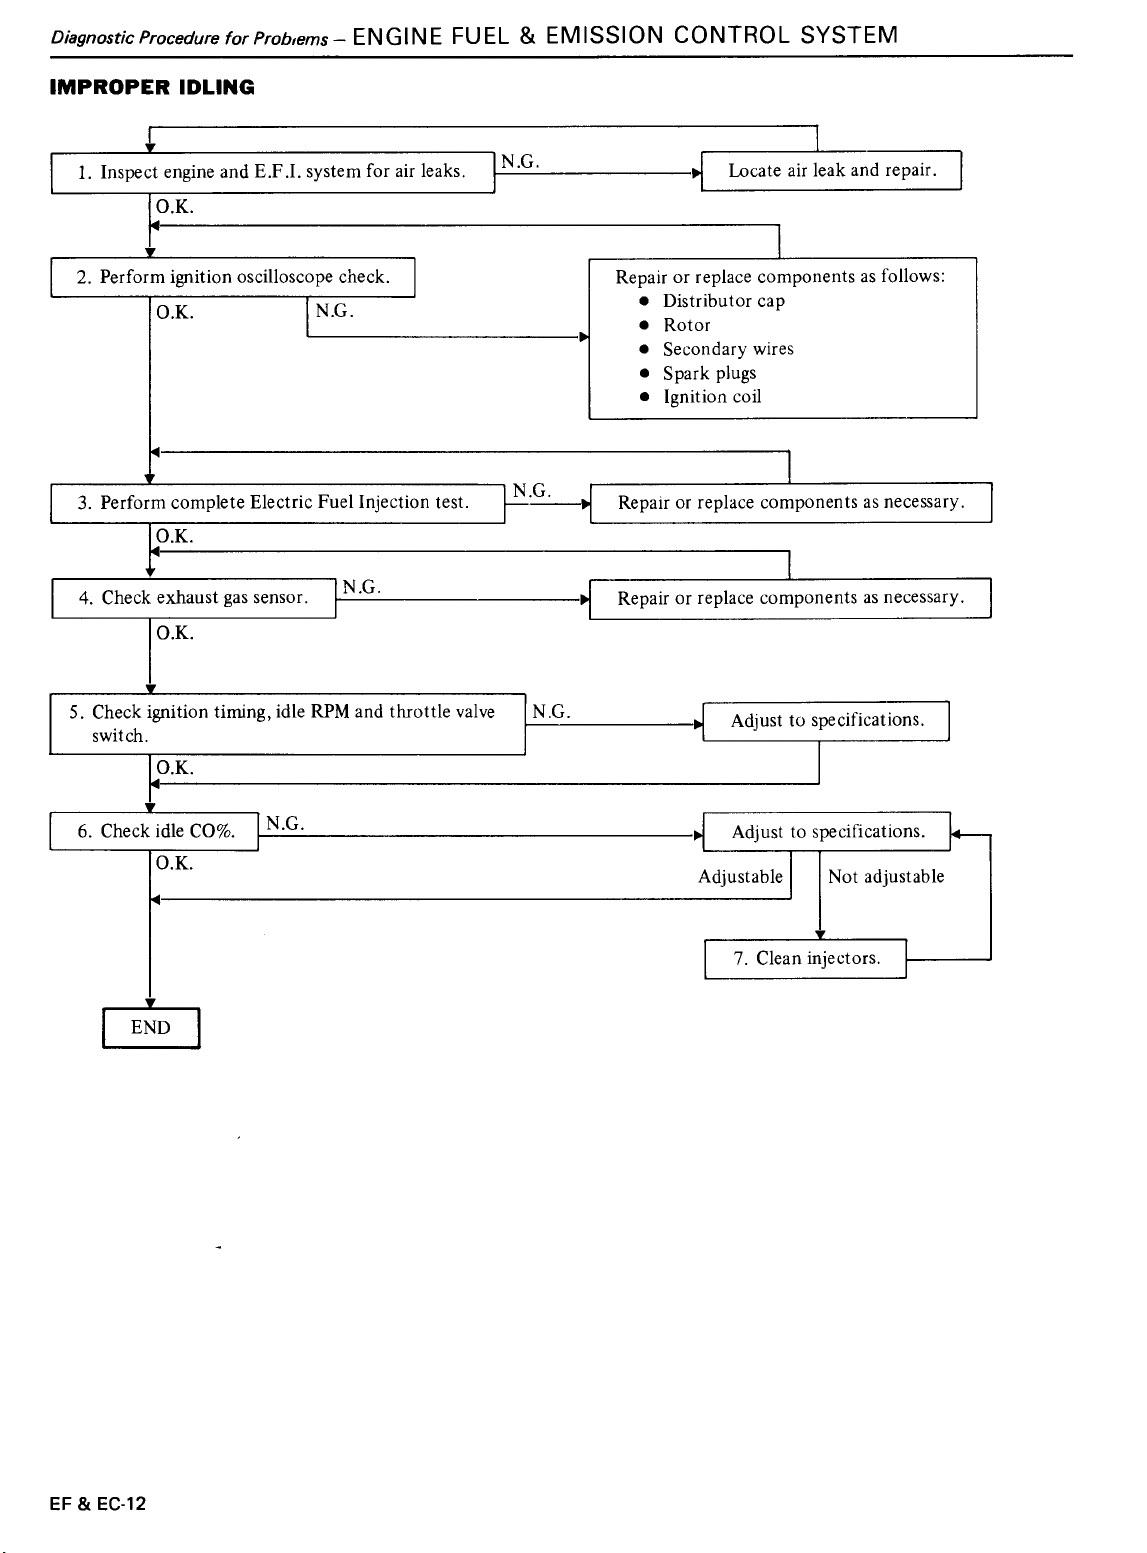 Diagnostic Procedure for Problems – ENGINE FUEL & EMISSION CONTROL SYSTEM
IMPROPER IDLING
1. Inspect engine and E.F.I. system for air leaks.
N.G.
Locate air leak and repair.
O.K.
2. Perform ignition oscilloscope check.
O.K.
N.G.
Repair or replace components as follows:
● Distributor cap
● Rotor
● Secondary wires
● Spark plugs
● Ignition coil
3. Perform complete Electric Fuel Injection test.
N.G.
Repair or replace components as necessary.
O.K.
4. Check exhaust gas sensor.
N.G.
Repair or replace components as necessary.
O.K.
5. Check ignition timing, idle RPM and throttle valve
switch.
N.G.
Adjust to specifications.
O.K.
6. Check idle CO%.
N.G.
Adjust to specifications.
O.K.
Adjustable
Not adjustable
7. Clean injectors.
END
EF & EC-12